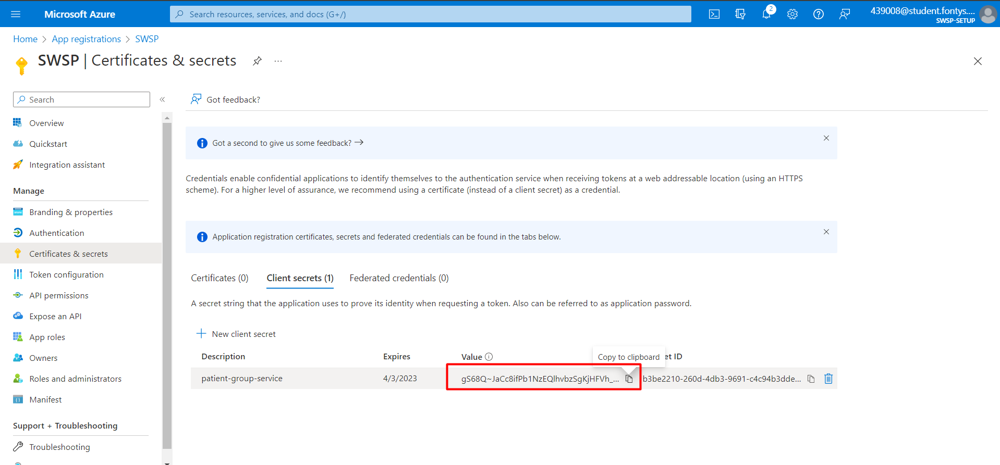 Microsoft Azure
Search resources, services, and docs (G+/)
2
439008@student.fontys....
SWSP-SETUP
Home > App registrations > SWSP
SWSP | Certificates & secrets
...
Search
«
Got feedback?
Overview
Quickstart
Integration assistant
Manage
Branding & properties
Authentication
Certificates & secrets
Token configuration
API permissions
Expose an API
App roles
Owners
Roles and administrators
Manifest
Support + Troubleshooting
Troubleshooting
Got a second to give us some feedback? →
Credentials enable confidential applications to identify themselves to the authentication service when receiving tokens at a web addressable location (using an HTTPS
scheme). For a higher level of assurance, we recommend using a certificate (instead of a client secret) as a credential.
Application registration certificates, secrets and federated credentials can be found in the tabs below.
Certificates (0) Client secrets (1) Federated credentials (0)
A secret string that the application uses to prove its identity when requesting a token. Also can be referred to as application password.
New client secret
Description Expires Value Copy to clipboard et ID
patient-group-service 4/3/2023 gS68Q~JaCc8ifPb1NzEQlhvbzSgKjHFVh_... b3be2210-260d-4db3-9691-c4c94b3dde...